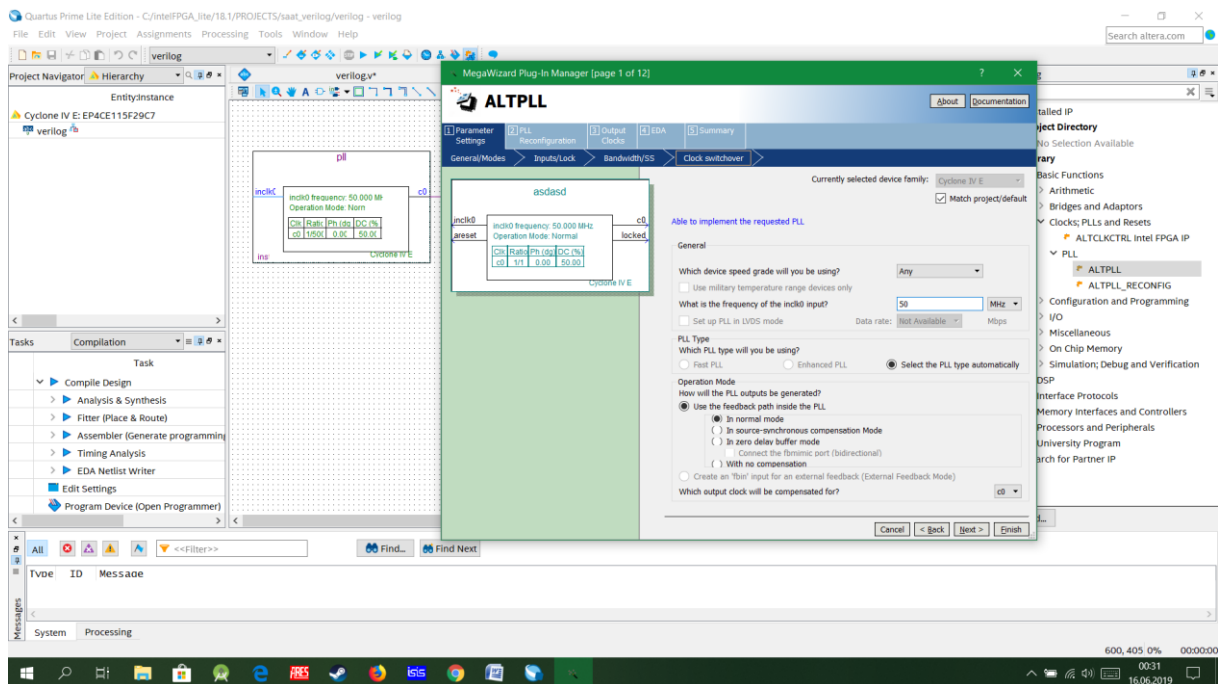 Quartus Prime Lite Edition - C:/intelFPGA_lite/18.1/PROJECTS/saat_verilog/verilog - verilog
File Edit View Project Assignments Processing Tools Window Help
Search altera.com
verilog
Project Navigator Hierarchy
Entity:Instance
Cyclone IV E: EP4CE115F29C7
verilog
verilog.v*
pll
inclk0
c0
inclk0 frequency: 50.000 MH
Operation Mode: Norm
Clk Ratio Ph (dg DC (%
c0 1/500 0.0( 50.0(
inst
Cyclone IV E
Tasks Compilation
Task
Compile Design
Analysis & Synthesis
Fitter (Place & Route)
Assembler (Generate programming
Timing Analysis
EDA Netlist Writer
Edit Settings
Program Device (Open Programmer)
MegaWizard Plug-In Manager [page 1 of 12]
? ×
ALTPLL
About Documentation
1 Parameter Settings
2 PLL Reconfiguration
3 Output Clocks
4 EDA
5 Summary
General/Modes Inputs/Lock Bandwidth/SS Clock switchover
asdasd
inclk0 c0
areset locked
inclk0 frequency: 50.000 MHz
Operation Mode: Normal
Clk Ratio Ph (dg) DC (%)
c0 1/1 0.00 50.00
Cyclone IV E
Currently selected device family: Cyclone IV E
Match project/default
Able to implement the requested PLL
General
Which device speed grade will you be using? Any
Use military temperature range devices only
What is the frequency of the inclk0 input? 50 MHz
Set up PLL in LVDS mode Data rate: Not Available Mbps
PLL Type
Which PLL type will you be using?
Fast PLL Enhanced PLL Select the PLL type automatically
Operation Mode
How will the PLL outputs be generated?
Use the feedback path inside the PLL
In normal mode
In source-synchronous compensation Mode
In zero delay buffer mode
Connect the fbmimic port (bidirectional)
With no compensation
Create an 'fbin' input for an external feedback (External Feedback Mode)
Which output clock will be compensated for? c0
Cancel < Back Next > Finish
talled IP
ject Directory
No Selection Available
rary
Basic Functions
Arithmetic
Bridges and Adaptors
Clocks; PLLs and Resets
ALTCLKCTRL Intel FPGA IP
PLL
ALTPLL
ALTPLL_RECONFIG
Configuration and Programming
I/O
Miscellaneous
On Chip Memory
Simulation; Debug and Verification
DSP
Interface Protocols
Memory Interfaces and Controllers
Processors and Peripherals
University Program
arch for Partner IP
All <<Filter>> Find... Find Next
Type ID Message
Messages
System Processing
600, 405 0% 00:00:00
ARES
isis
00:31
16.06.2019